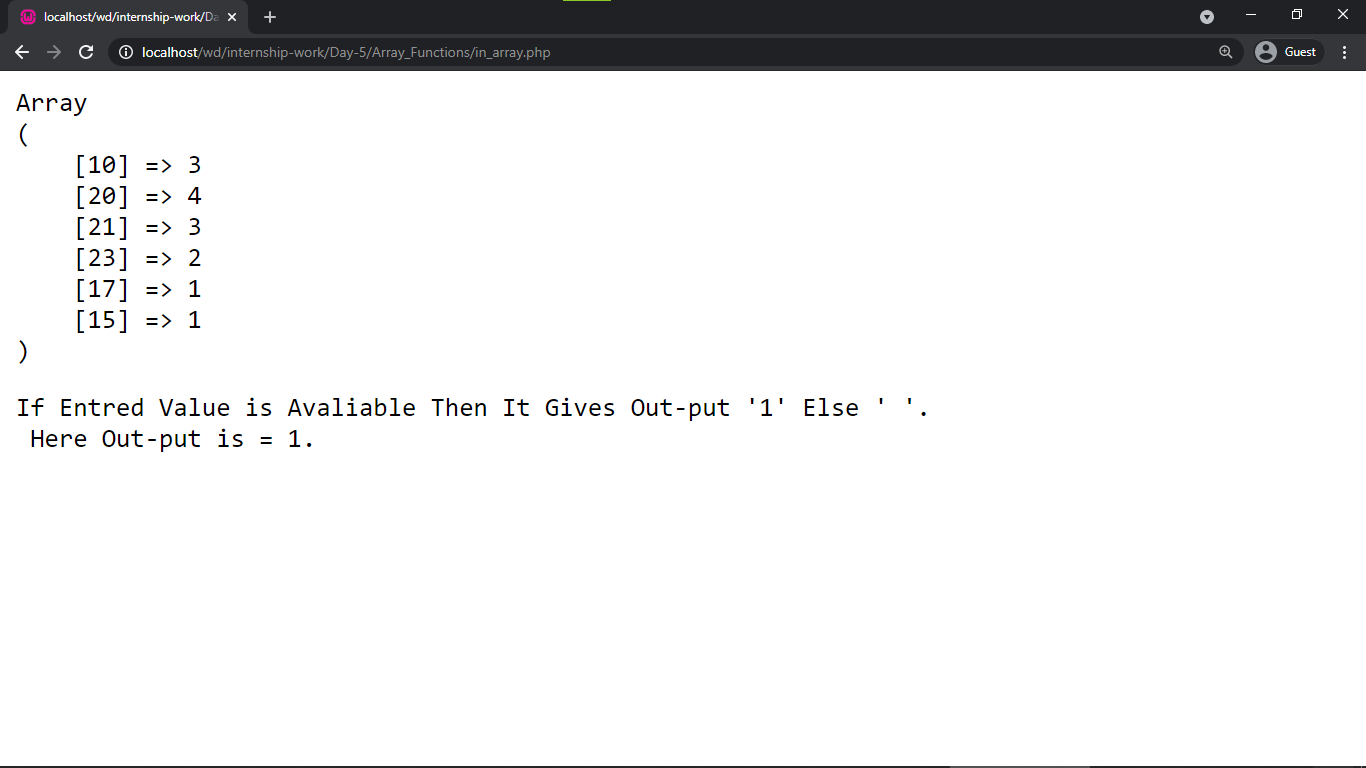 localhost/wd/internship-work/Da
localhost/wd/internship-work/Day-5/Array_Functions/in_array.php
Guest
Array
(
    [10] => 3
    [20] => 4
    [21] => 3
    [23] => 2
    [17] => 1
    [15] => 1
)
If Entred Value is Avaliable Then It Gives Out-put '1' Else ' '.
 Here Out-put is = 1.